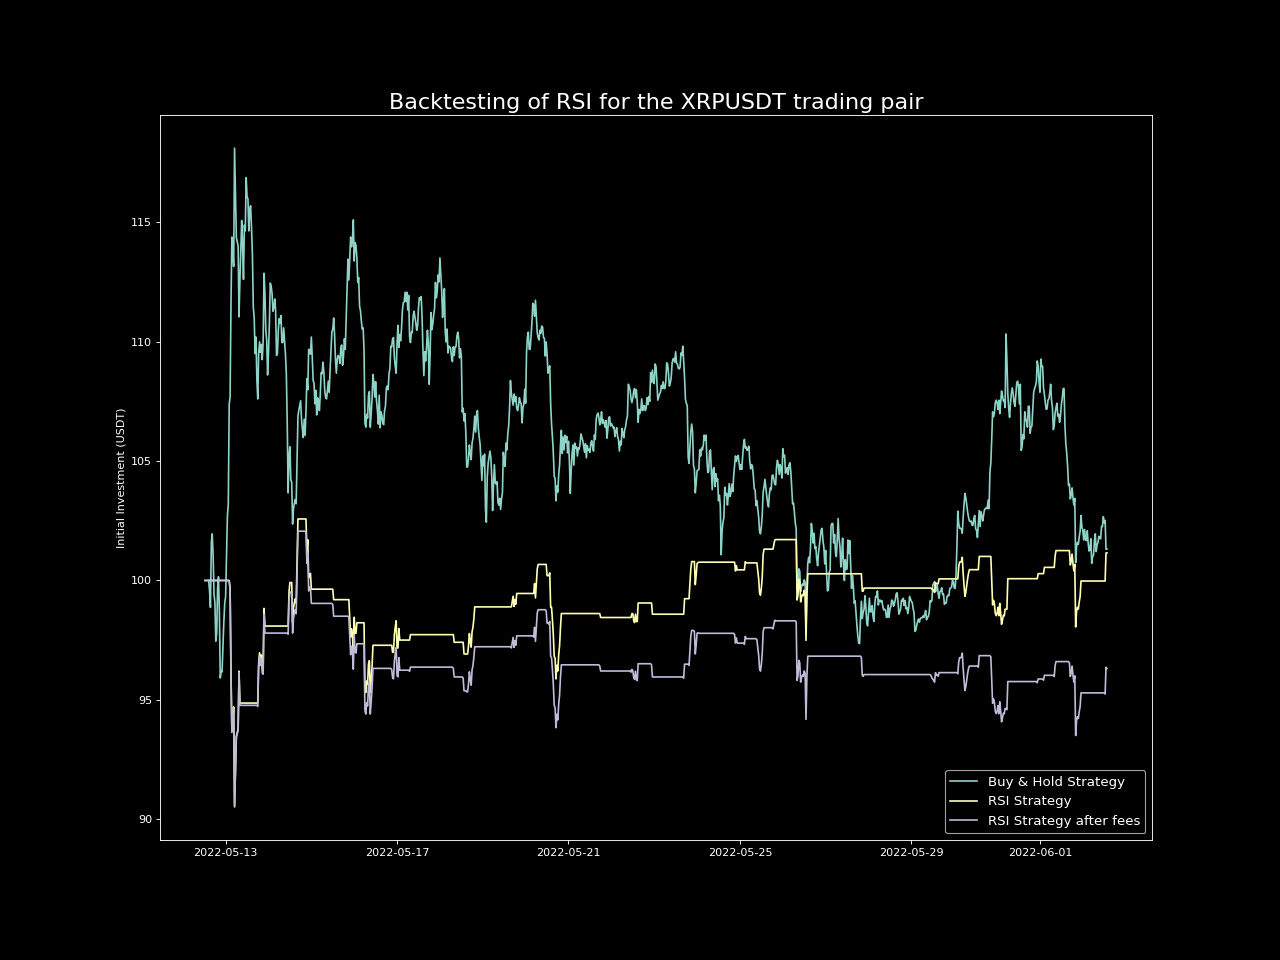 Backtesting of RSI for the XRPUSDT trading pair
Initial Investment (USDT)
115
110
105
100
95
90
2022-05-13
2022-05-17
2022-05-21
2022-05-25
2022-05-29
2022-06-01
Buy & Hold Strategy
RSI Strategy
RSI Strategy after fees